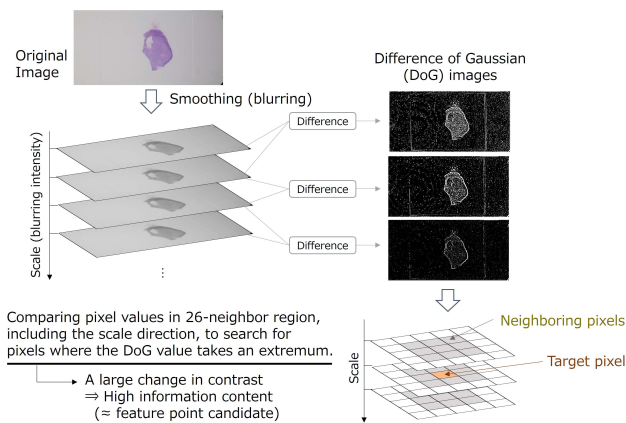 Original
Image
Difference of Gaussian
(DoG) images
Smoothing (blurring)
Difference
Difference
Difference
Scale (blurring intensity)
⋮
Comparing pixel values in 26-neighbor region,
including the scale direction, to search for
pixels where the DoG value takes an extremum.
A large change in contrast
⇒ High information content
(≈ feature point candidate)
Neighboring pixels
Target pixel
Scale